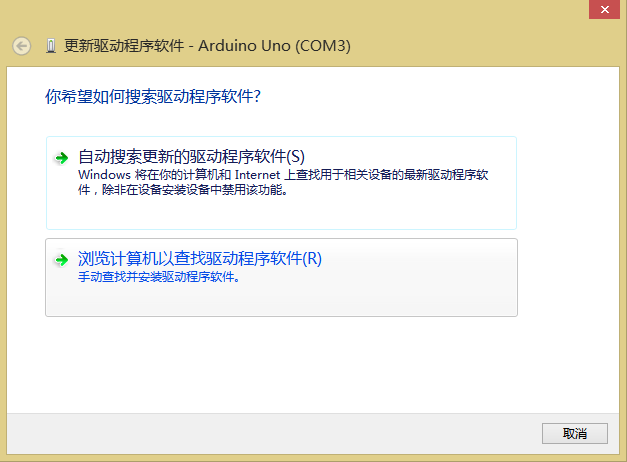 更新驱动程序软件 - Arduino Uno (COM3)
你希望如何搜索驱动程序软件?
自动搜索更新的驱动程序软件(S)
Windows 将在你的计算机和 Internet 上查找用于相关设备的最新驱动程序软
件，除非在设备安装设备中禁用该功能。
浏览计算机以查找驱动程序软件(R)
手动查找并安装驱动程序软件。
取消